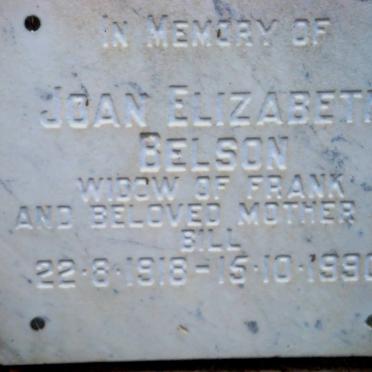 IN MEMORY OF
JOAN ELIZABETH
BELSON
WIDOW OF FRANK
AND BELOVED MOTHER
BILL
22·8·1918-15·10·1990